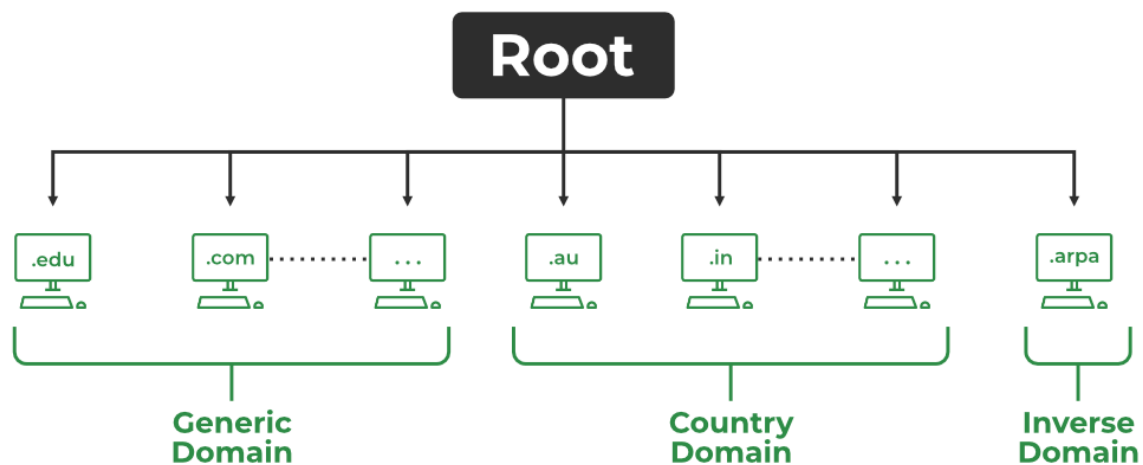 Root
.edu
.com
...
.au
.in
...
.arpa
Generic
Domain
Country
Domain
Inverse
Domain